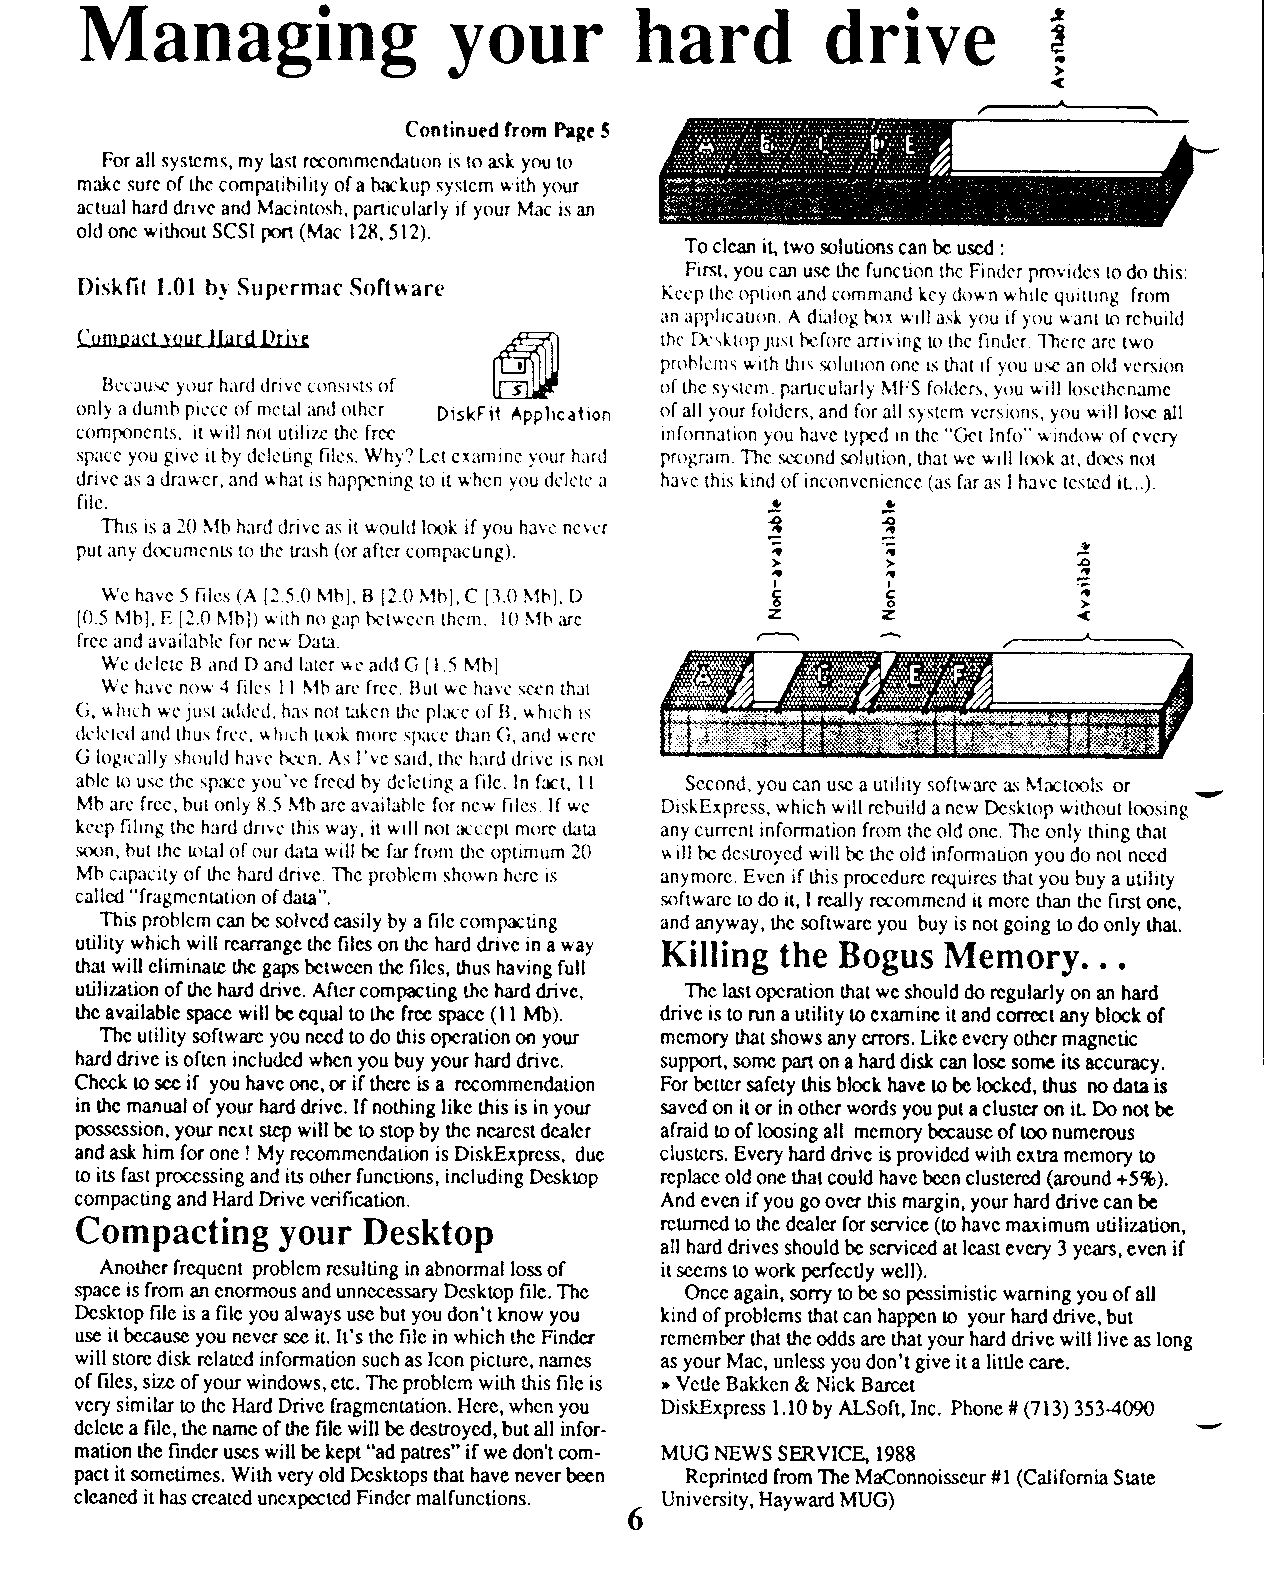 Managing your hard drive
Continued from Page 5
For all systems, my last recommendation is to ask you to
make sure of the compatibility of a backup system with your
actual hard drive and Macintosh, particularly if your Mac is an
old one without SCSI port (Mac 128, 512).
Diskfit 1.01 by Supermac Software
Compact your Hard Drive
Because your hard drive consists of
only a dumb piece of metal and other
components, it will not utilize the free
DiskFit Application
space you give it by deleting files. Why? Let examine your hard
drive as a drawer, and what is happening to it when you delete a
file.
This is a 20 Mb hard drive as it would look if you have never
put any documents to the trash (or after compacting).
We have 5 files (A [2.5.0 Mb], B [2.0 Mb], C [3.0 Mb], D
[0.5 Mb], E [2.0 Mb]) with no gap between them. 10 Mb are
free and available for new Data.
We delete B and D and later we add G [1.5 Mb]
We have now 4 files 11 Mb are free. But we have seen that
G, which we just added, has not taken the place of B, which is
deleted and thus free, which took more space than G, and were
G logically should have been. As I've said, the hard drive is not
able to use the space you've freed by deleting a file. In fact, 11
Mb are free, but only 8.5 Mb are available for new files. If we
keep filing the hard drive this way, it will not accept more data
soon, but the total of our data will be far from the optimum 20
Mb capacity of the hard drive. The problem shown here is
called "fragmentation of data".
This problem can be solved easily by a file compacting
utility which will rearrange the files on the hard drive in a way
that will eliminate the gaps between the files, thus having full
utilization of the hard drive. After compacting the hard drive,
the available space will be equal to the free space (11 Mb).
The utility software you need to do this operation on your
hard drive is often included when you buy your hard drive.
Check to see if you have one, or if there is a recommendation
in the manual of your hard drive. If nothing like this is in your
possession, your next step will be to stop by the nearest dealer
and ask him for one ! My recommendation is DiskExpress, due
to its fast processing and its other functions, including Desktop
compacting and Hard Drive verification.
Compacting your Desktop
Another frequent problem resulting in abnormal loss of
space is from an enormous and unnecessary Desktop file. The
Desktop file is a file you always use but you don't know you
use it because you never see it. It's the file in which the Finder
will store disk related information such as Icon picture, names
of files, size of your windows, etc. The problem with this file is
very similar to the Hard Drive fragmentation. Here, when you
delete a file, the name of the file will be destroyed, but all infor-
mation the finder uses will be kept "ad patres" if we don't com-
pact it sometimes. With very old Desktops that have never been
cleaned it has created unexpected Finder malfunctions.
Available
A B C D E
To clean it, two solutions can be used :
First, you can use the function the Finder provides to do this:
Keep the option and command key down while quitting from
an application. A dialog box will ask you if you want to rebuild
the Desktop just before arriving to the finder. There are two
problems with this solution one is that if you use an old version
of the system, particularly MFS folders, you will losethename
of all your folders, and for all system versions, you will lose all
information you have typed in the "Get Info" window of every
program. The second solution, that we will look at, does not
have this kind of inconvenience (as far as I have tested it...).
Non-available
Non-available
Available
A C E F
Second, you can use a utility software as Mactools or
DiskExpress, which will rebuild a new Desktop without loosing
any current information from the old one. The only thing that
will be destroyed will be the old information you do not need
anymore. Even if this procedure requires that you buy a utility
software to do it, I really recommend it more than the first one,
and anyway, the software you buy is not going to do only that.
Killing the Bogus Memory. . .
The last operation that we should do regularly on an hard
drive is to run a utility to examine it and correct any block of
memory that shows any errors. Like every other magnetic
support, some part on a hard disk can lose some its accuracy.
For better safety this block have to be locked, thus no data is
saved on it or in other words you put a cluster on it. Do not be
afraid to of loosing all memory because of too numerous
clusters. Every hard drive is provided with extra memory to
replace old one that could have been clustered (around +5%).
And even if you go over this margin, your hard drive can be
returned to the dealer for service (to have maximum utilization,
all hard drives should be serviced at least every 3 years, even if
it seems to work perfectly well).
Once again, sorry to be so pessimistic warning you of all
kind of problems that can happen to your hard drive, but
remember that the odds are that your hard drive will live as long
as your Mac, unless you don't give it a little care.
» Vetle Bakken & Nick Barcet
DiskExpress 1.10 by ALSoft, Inc. Phone # (713) 353-4090
MUG NEWS SERVICE, 1988
Reprinted from The MaConnoisseur #1 (California State
University, Hayward MUG)
6